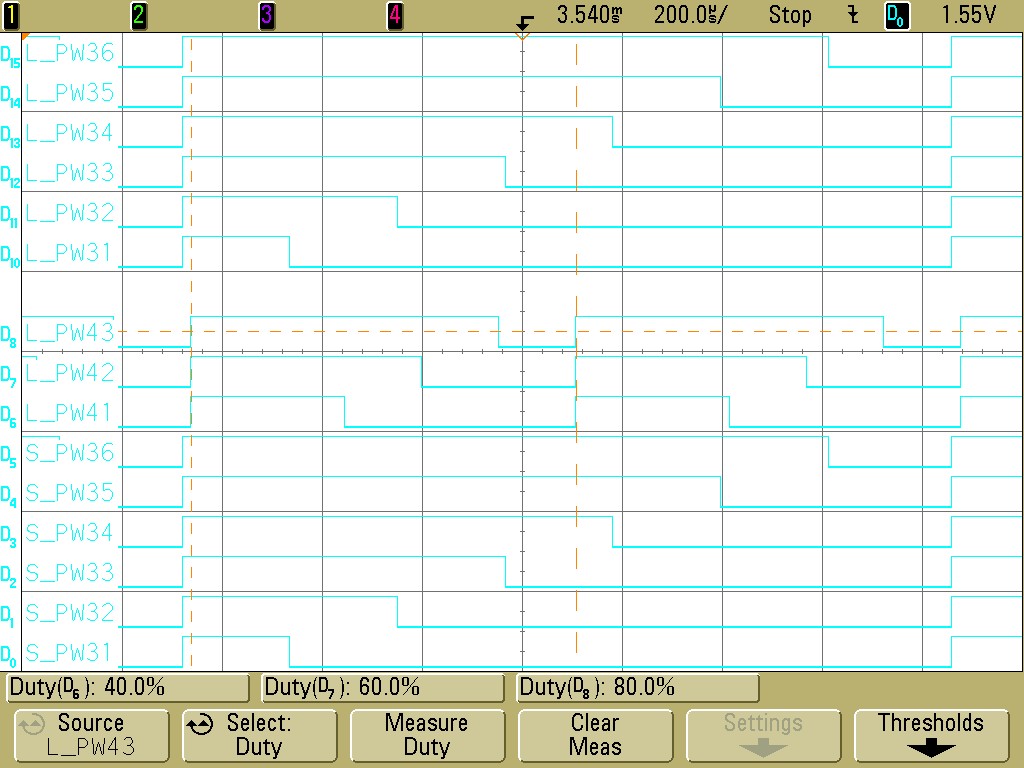 1 2 3 4 3.540ms 200.0us/ Stop D0 1.55V
D15 L_PW36
D14 L_PW35
D13 L_PW34
D12 L_PW33
D11 L_PW32
D10 L_PW31
D8 L_PW43
D7 L_PW42
D6 L_PW41
D5 S_PW36
D4 S_PW35
D3 S_PW34
D2 S_PW33
D1 S_PW32
D0 S_PW31
Duty(D6): 40.0% Duty(D7): 60.0% Duty(D8): 80.0%
Source Select: Measure Clear Settings Thresholds
L_PW43 Duty Duty Meas